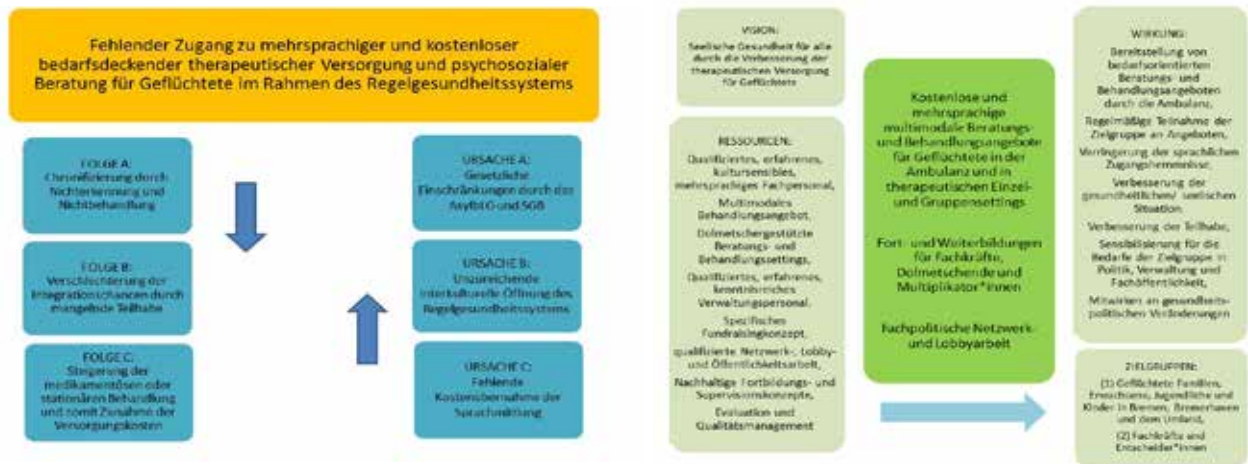 Fehlender Zugang zu mehrsprachiger und kostenloser
bedarfsdeckender therapeutischer Versorgung und psychosozialer
Beratung für Geflüchtete im Rahmen des Regelgesundheitssystems
FOLGE A:
Chronifizierung durch
Nichterkennung und
Nichtbehandlung
FOLGE B:
Verschlechterung der
Integrationschancen durch
mangelnde Teilhabe
FOLGE C:
Steigerung der
medikamentösen oder
stationären Behandlung
und somit Zunahme der
Versorgungskosten
URSACHE A:
Gesetzliche
Einschränkungen durch das
AsylbLG und SGB
URSACHE B:
Unzureichende
interkulturelle Öffnung des
Regelgesundheitssystems
URSACHE C:
Fehlende
Kostenübernahme der
Sprachmittlung
VISION:
Seelische Gesundheit für alle
durch die Verbesserung der
therapeutischen Versorgung
für Geflüchtete
RESSOURCEN:
Qualifiziertes, erfahrenes,
kultursensibles,
mehrsprachiges Fachpersonal,
Multimodales
Behandlungsangebot,
Dolmetschergestützte
Beratungs- und
Behandlungssettings,
Qualifiziertes, erfahrenes,
kenntnisreiches
Verwaltungspersonal,
Spezifisches
Fundraisingkonzept,
qualifizierte Netzwerk-, Lobby-
und Öffentlichkeitsarbeit,
Nachhaltige Fortbildungs- und
Supervisionskonzepte,
Evaluation und
Qualitätsmanagement
Kostenlose und
mehrsprachige
multimodale Beratungs-
und Behandlungsangebote
für Geflüchtete in der
Ambulanz und in
therapeutischen Einzel-
und Gruppensettings
Fort- und Weiterbildungen
für Fachkräfte,
Dolmetschende und
Multiplikator*innen
Fachpolitische Netzwerk-
und Lobbyarbeit
WIRKUNG:
Bereitstellung von
bedarfsorientierten
Beratungs- und
Behandlungsangeboten
durch die Ambulanz,
Regelmäßige Teilnahme der
Zielgruppe an Angeboten,
Verringerung der sprachlichen
Zugangshemmnisse,
Verbesserung der
gesundheitlichen/ seelischen
Situation,
Verbesserung der Teilhabe,
Sensibilisierung für die
Bedarfe der Zielgruppe in
Politik, Verwaltung und
Fachöffentlichkeit,
Mitwirken an gesundheits-
politischen Veränderungen
ZIELGRUPPEN:
(1) Geflüchtete Familien,
Erwachsene, Jugendliche und
Kinder in Bremen, Bremerhaven
und dem Umland,
(2) Fachkräfte und
Entscheider*innen